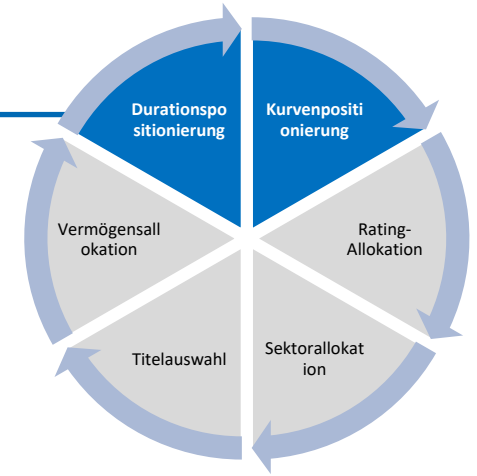 Durationspo
sitionierung
Kurvenpositi
onierung
Vermögensall
okation
Rating-
Allokation
Titelauswahl
Sektorallokat
ion